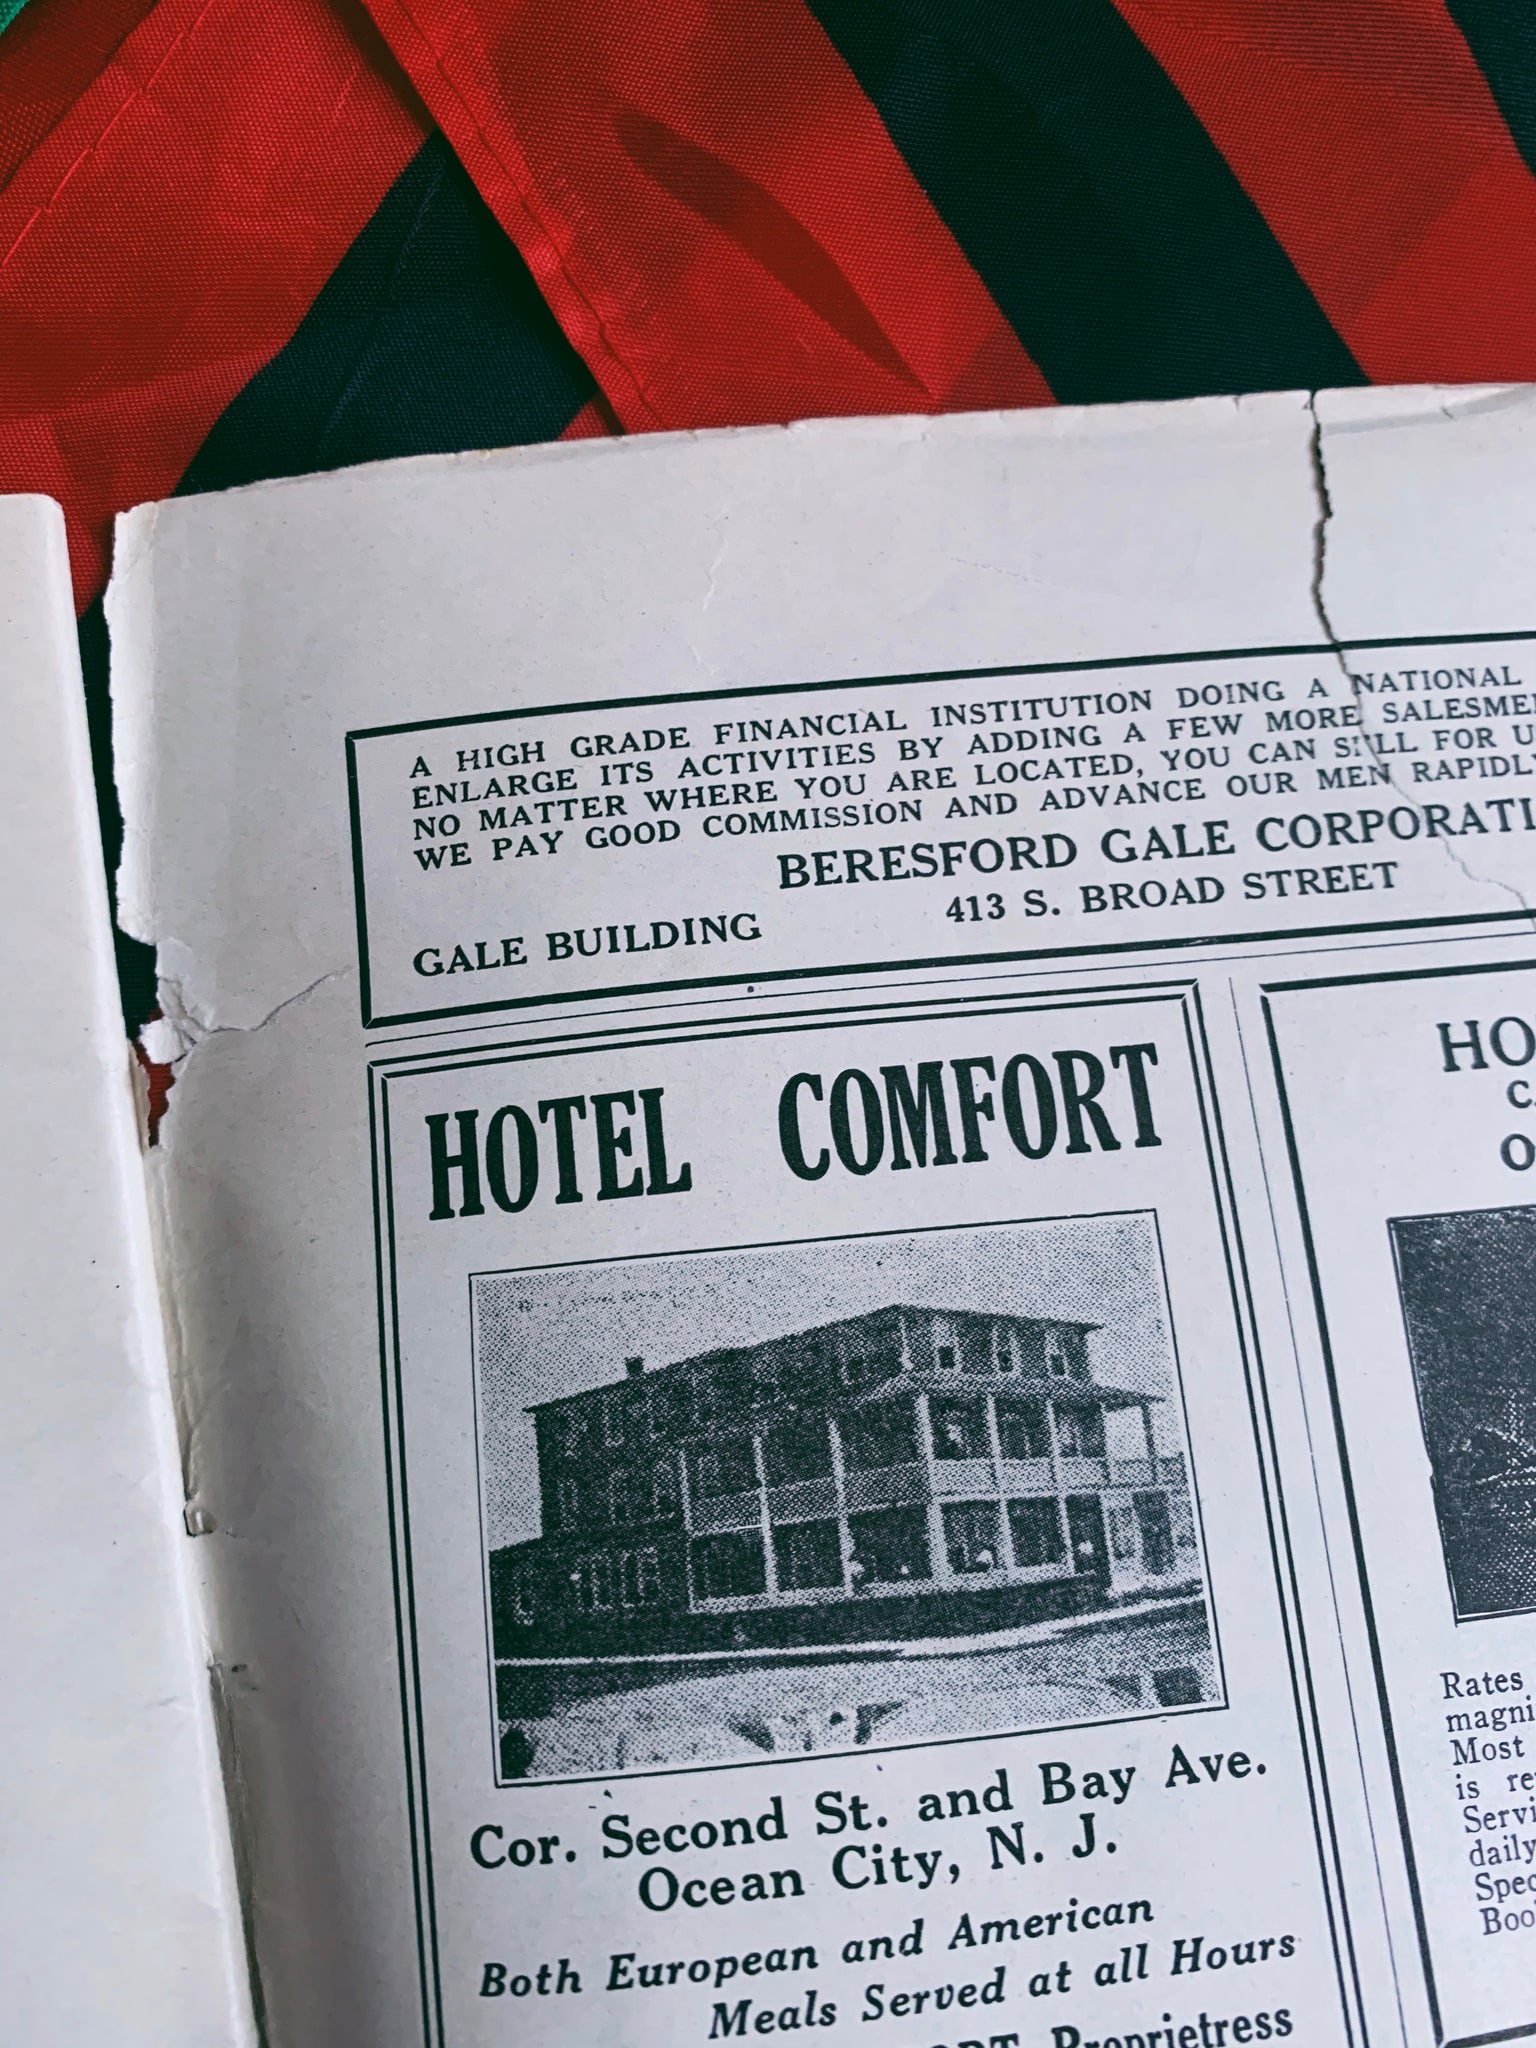 A HIGH GRADE FINANCIAL INSTITUTION DOING A NATIONAL
ENLARGE ITS ACTIVITIES BY ADDING A FEW MORE SALESME
NO MATTER WHERE YOU ARE LOCATED, YOU CAN SELL FOR U
WE PAY GOOD COMMISSION AND ADVANCE OUR MEN RAPIDLY
BERESFORD GALE CORPORATI
GALE BUILDING
413 S. BROAD STREET
HOTEL COMFORT
Cor. Second St. and Bay Ave.
Ocean City, N. J.
Both European and American
Meals Served at all Hours
Proprietress
HO
C
O
Rates
magni
Most
is re
Servi
daily
Spec
Boo